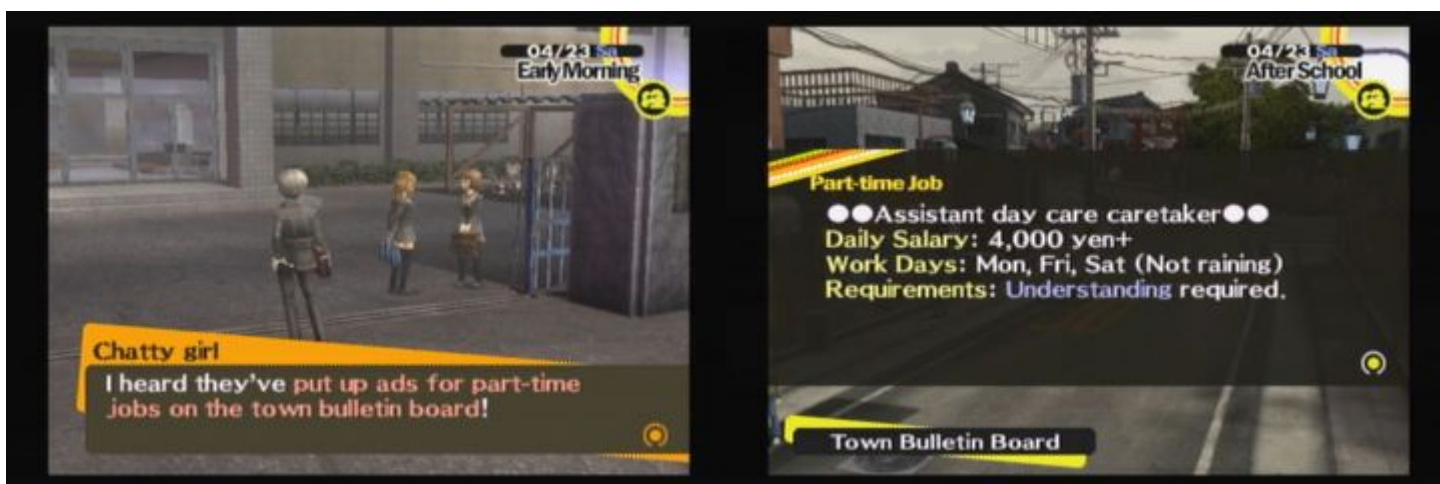 04/23 Sa
Early Morning
Chatty girl
I heard they've put up ads for part-time
jobs on the town bulletin board!
04/23 Sa
After School
Part-time Job
●●Assistant day care caretaker●●
Daily Salary: 4,000 yen+
Work Days: Mon, Fri, Sat (Not raining)
Requirements: Understanding required.
Town Bulletin Board